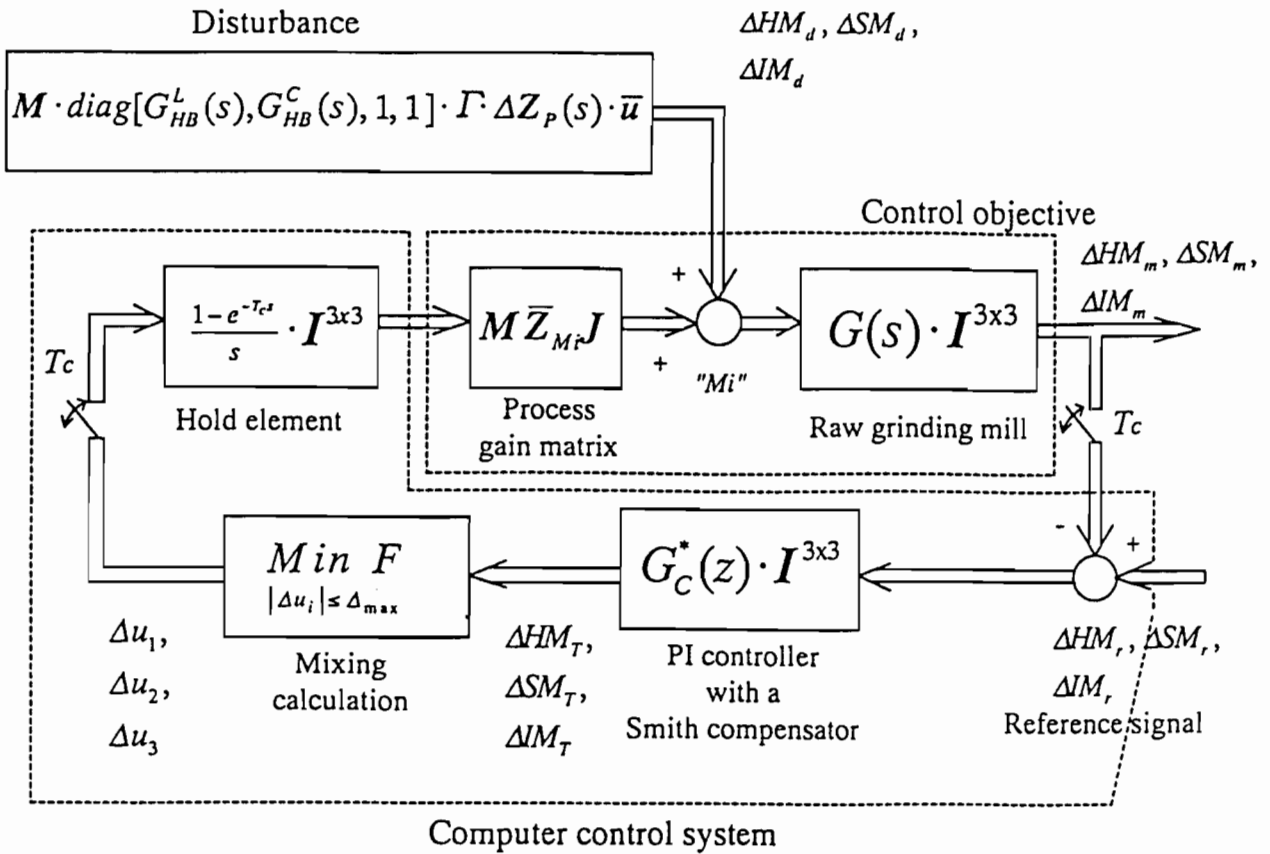 Disturbance
ΔHM_d, ΔSM_d,
ΔIM_d
M · diag[G^L_HB(s), G^C_HB(s), 1, 1] · Γ · ΔZ_P(s) · u̅
Control objective
ΔHM_m, ΔSM_m,
ΔIM_m
Tc
(1 − e^{−Tcs})/s · I^{3x3}
Hold element
M Z̅_Mi J
Process
gain matrix
+
+
"Mi"
G(s) · I^{3x3}
Raw grinding mill
Tc
-
+
Min F
|Δu_i| ≤ Δ_max
Mixing
calculation
G*_C(z) · I^{3x3}
PI controller
with a
Smith compensator
Δu_1,
Δu_2,
Δu_3
ΔHM_T,
ΔSM_T,
ΔIM_T
ΔHM_r, ΔSM_r,
ΔIM_r
Reference signal
Computer control system